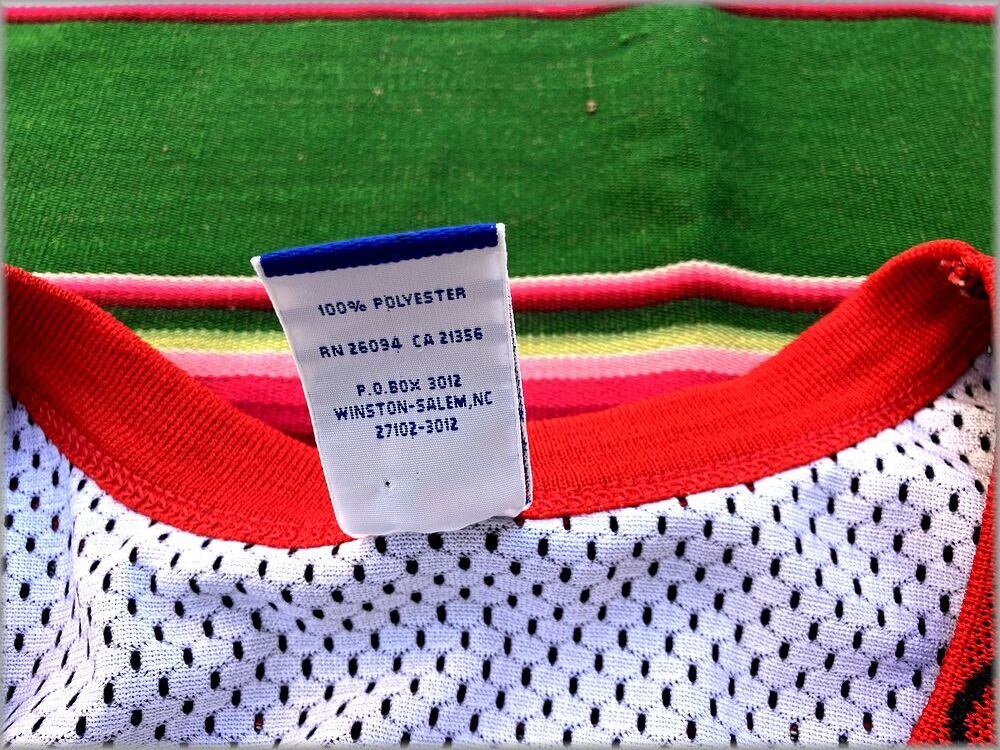 100% POLYESTER
RN 26094 CA 21356
P.O.BOX 3012
WINSTON-SALEM,NC
27102-3012